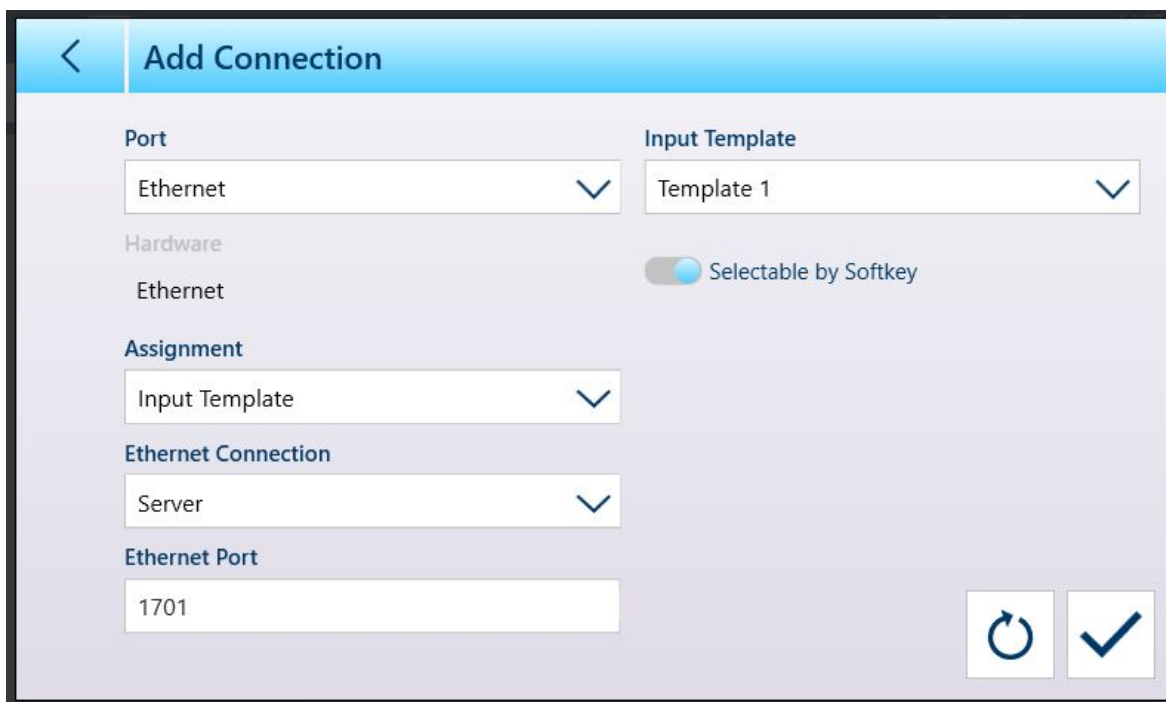 Add Connection
Port
Ethernet
Hardware
Ethernet
Assignment
Input Template
Ethernet Connection
Server
Ethernet Port
1701
Input Template
Template 1
Selectable by Softkey